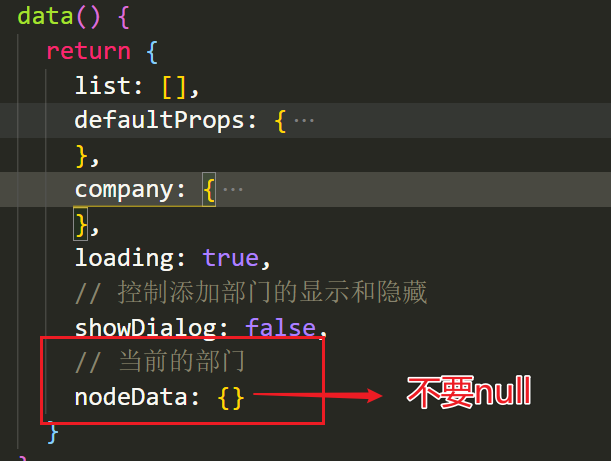 data() {
return {
list: [],
defaultProps: {···
},
company: {···
},
loading: true,
// 控制添加部门的显示和隐藏
showDialog: false,
// 当前的部门
nodeData: {} 不要null
}
}